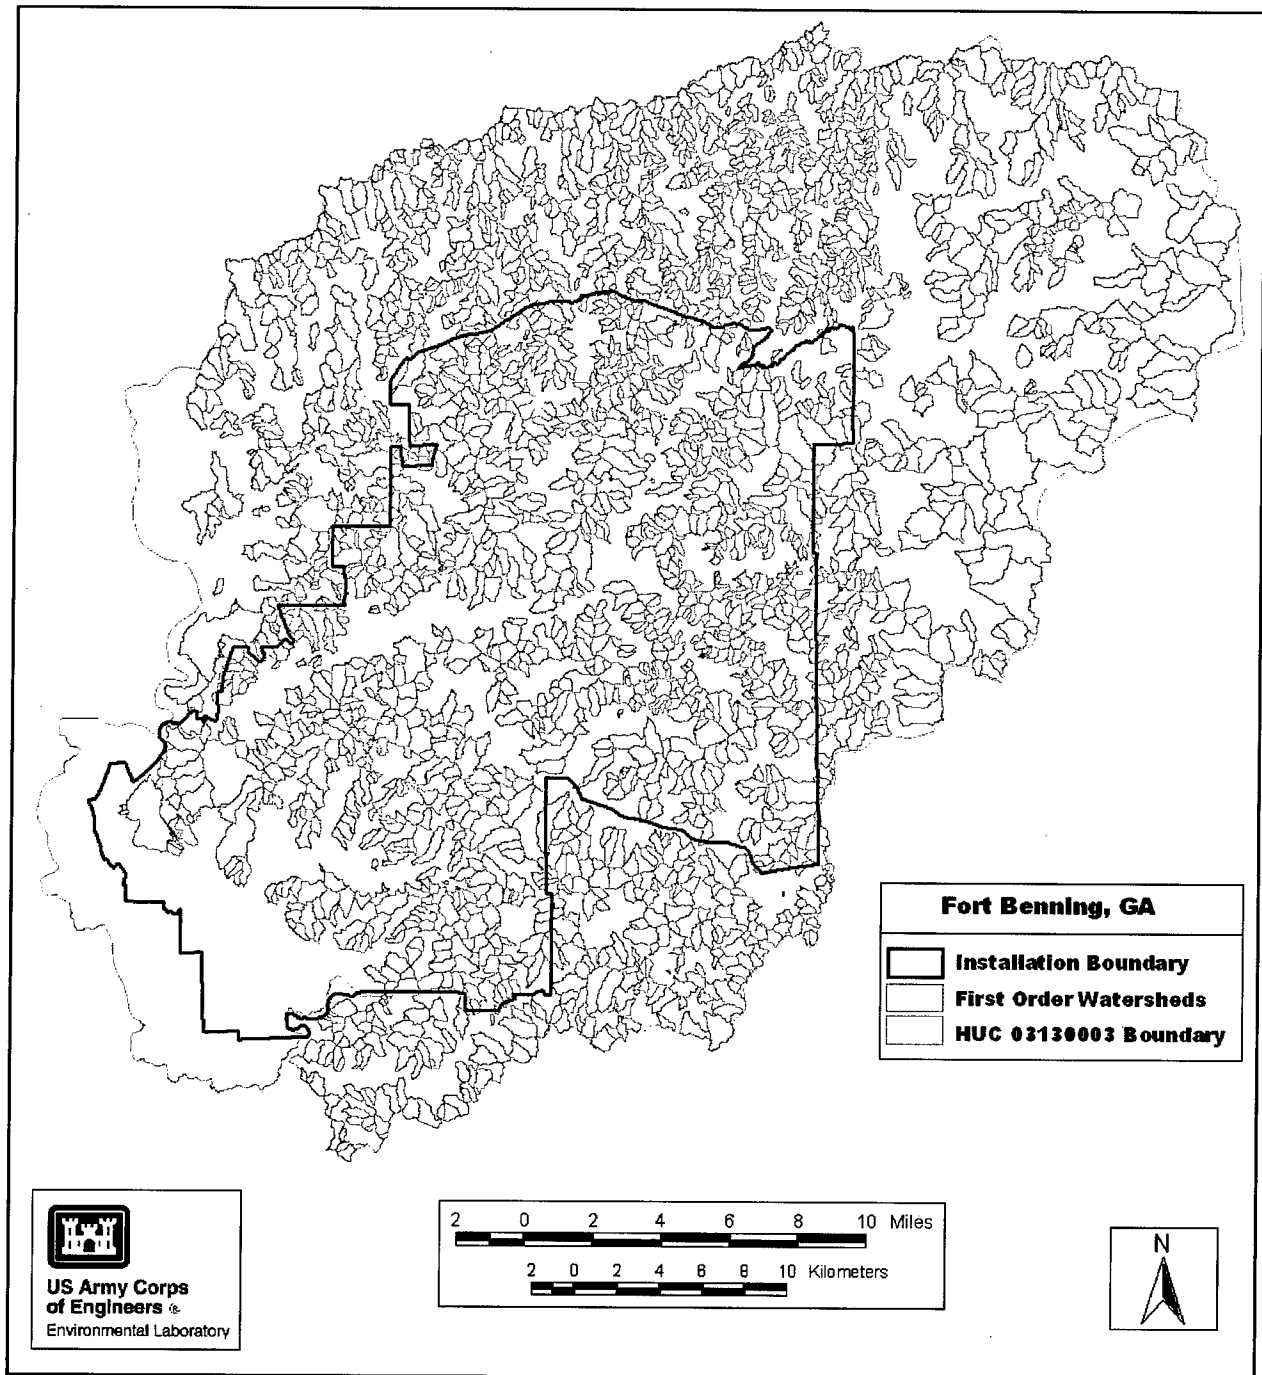 Fort Benning, GA
Installation Boundary
First Order Watersheds
HUC 03130003 Boundary
US Army Corps
of Engineers ®
Environmental Laboratory
2 0 2 4 6 8 10 Miles
2 0 2 4 6 8 10 Kilometers
N